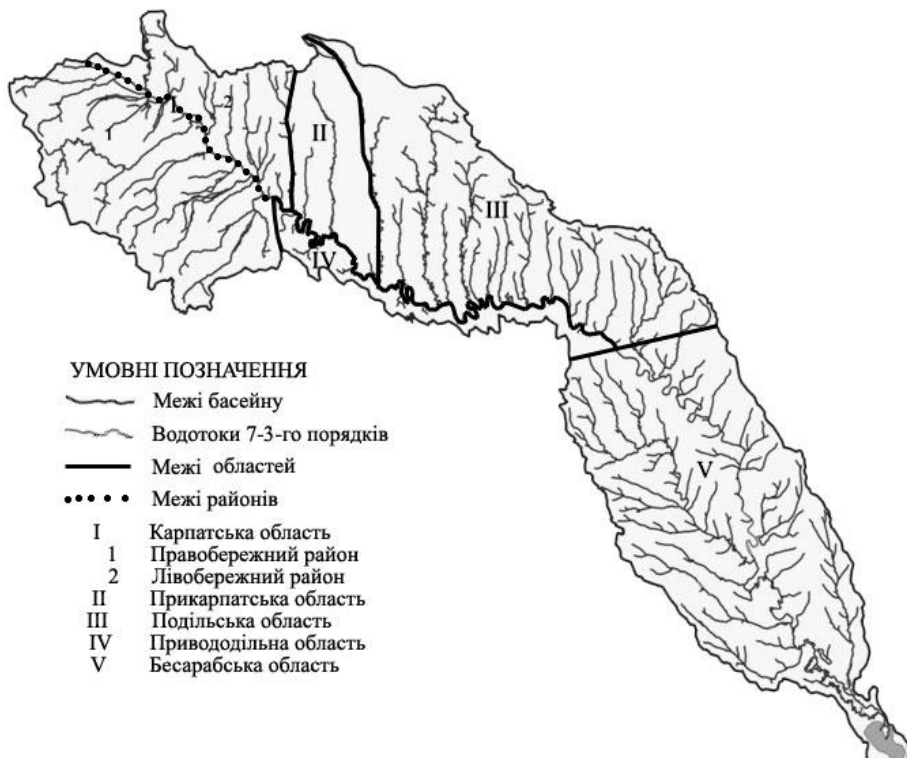 I
2
1
II
III
IV
V
УМОВНІ ПОЗНАЧЕННЯ
Межі басейну
Водотоки 7-3-го порядків
Межі областей
Межі районів
I Карпатська область
1 Правобережний район
2 Лівобережний район
II Прикарпатська область
III Подільська область
IV Привододільна область
V Бесарабська область